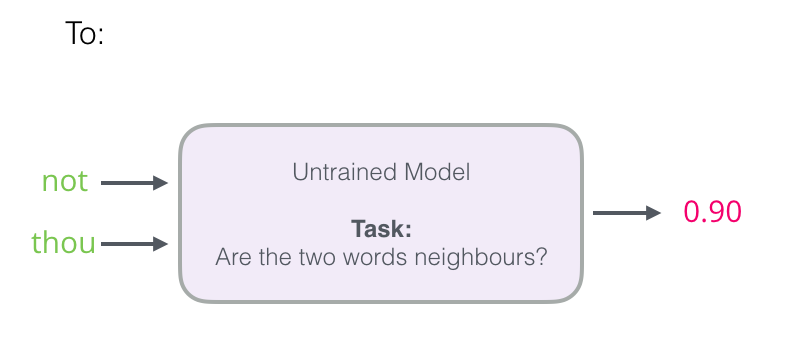 To:
not
thou
Untrained Model
Task:
Are the two words neighbours?
0.90